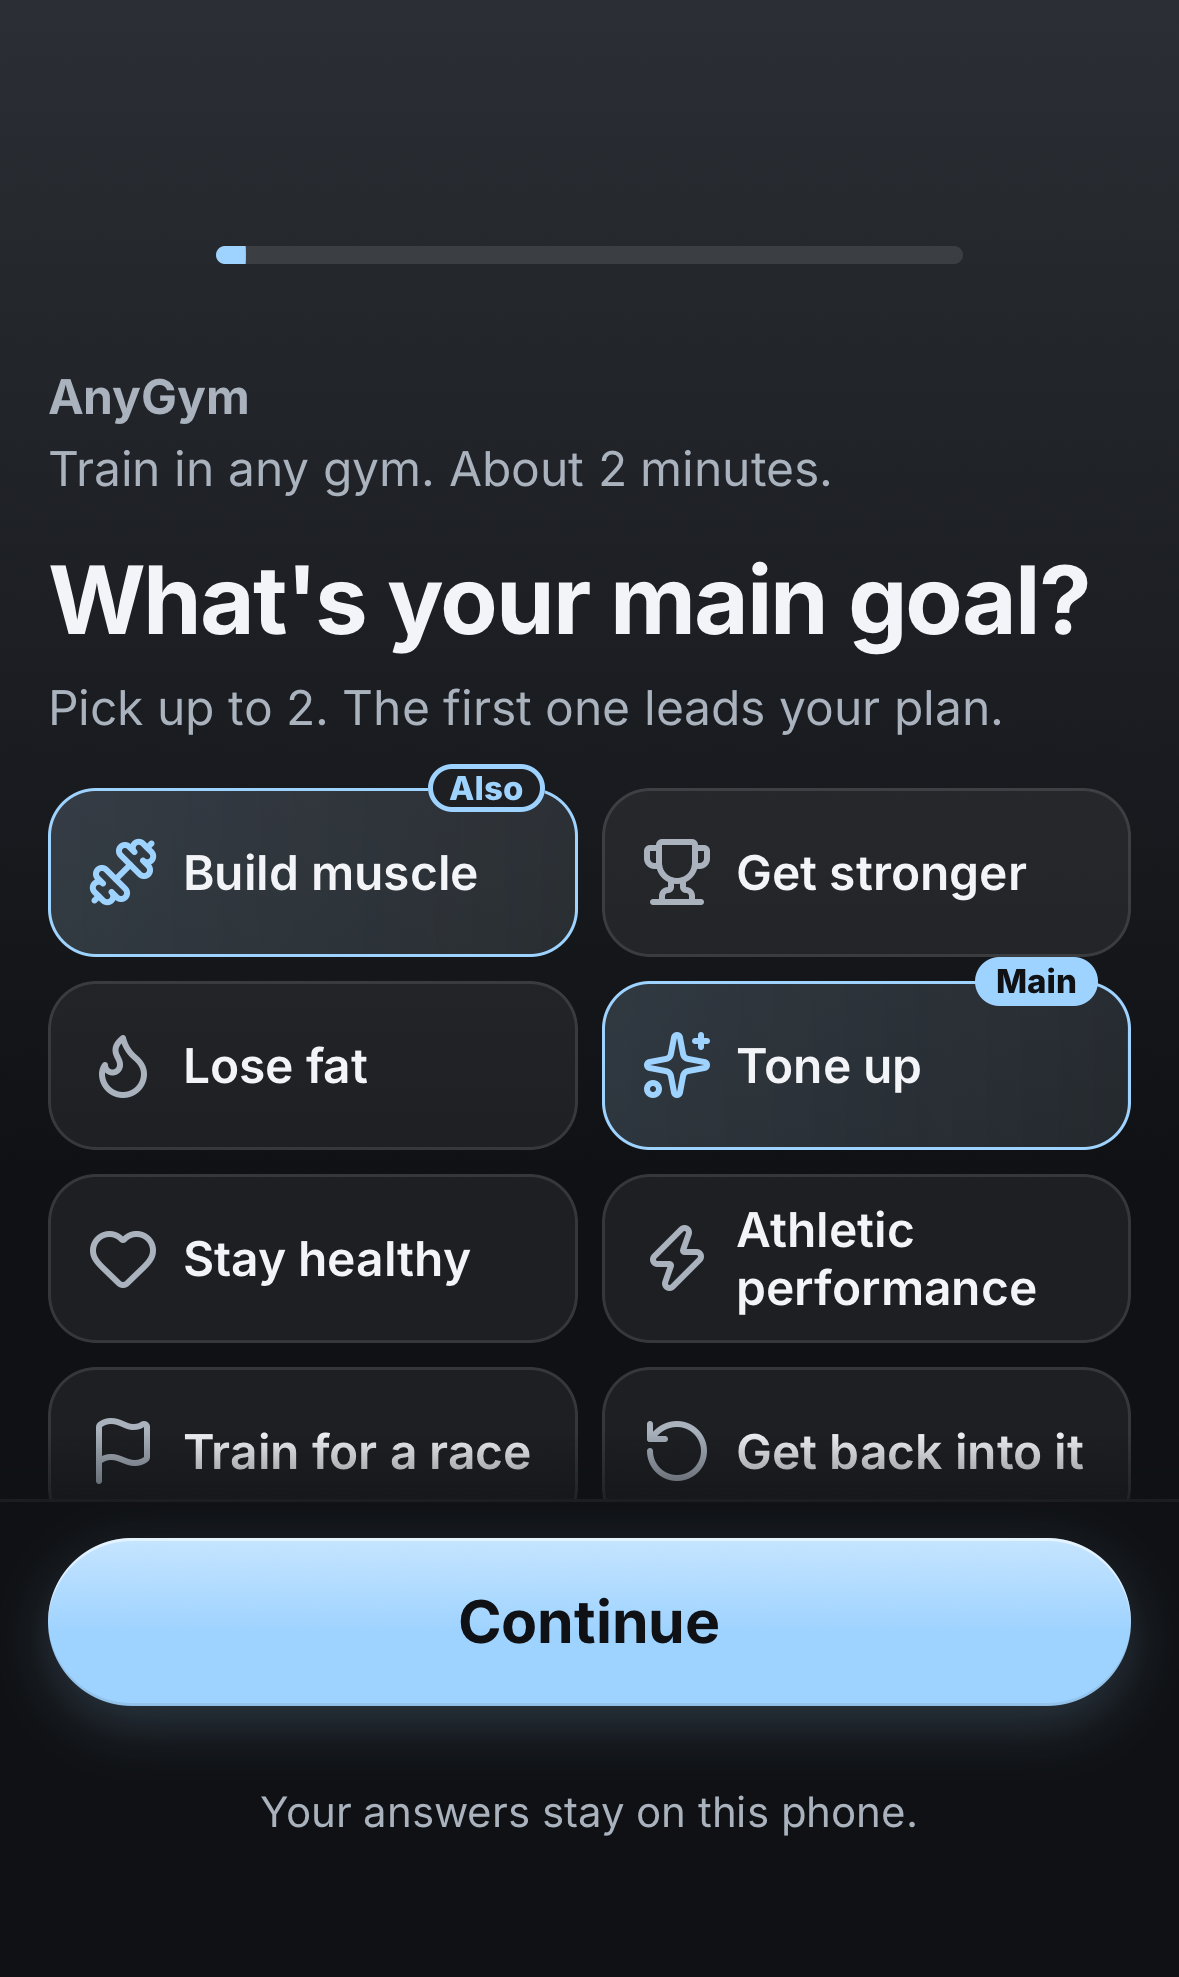 AnyGym
Train in any gym. About 2 minutes.
What's your main goal?
Pick up to 2. The first one leads your plan.
Also
Build muscle
Get stronger
Main
Lose fat
Tone up
Stay healthy
Athletic
performance
Train for a race
Get back into it
Continue
Your answers stay on this phone.